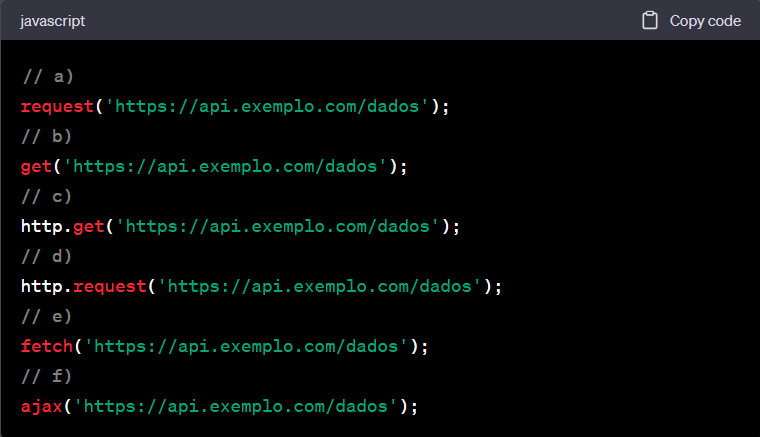 javascript
Copy code
// a)
request('https://api.exemplo.com/dados');
// b)
get('https://api.exemplo.com/dados');
// c)
http.get('https://api.exemplo.com/dados');
// d)
http.request('https://api.exemplo.com/dados');
// e)
fetch('https://api.exemplo.com/dados');
// f)
ajax('https://api.exemplo.com/dados');